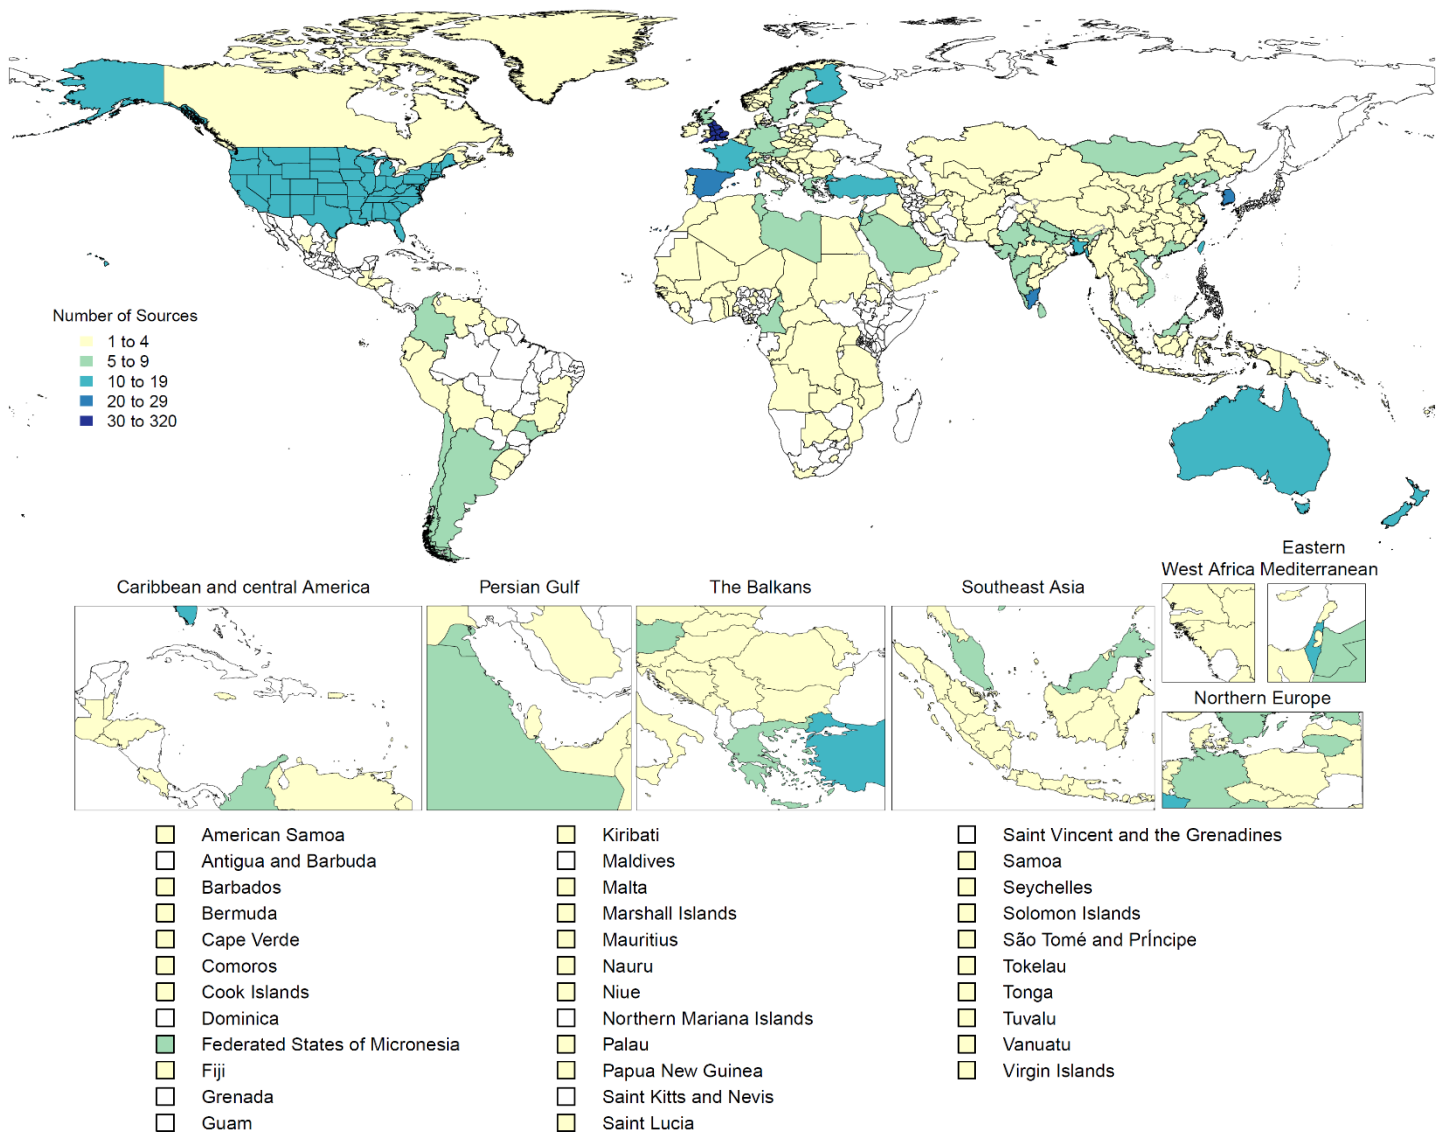 Number of Sources
1 to 4
5 to 9
10 to 19
20 to 29
30 to 320
Caribbean and central America
Persian Gulf
The Balkans
Southeast Asia
West Africa
Eastern
Mediterranean
Northern Europe
American Samoa
Antigua and Barbuda
Barbados
Bermuda
Cape Verde
Comoros
Cook Islands
Dominica
Federated States of Micronesia
Fiji
Grenada
Guam
Kiribati
Maldives
Malta
Marshall Islands
Mauritius
Nauru
Niue
Northern Mariana Islands
Palau
Papua New Guinea
Saint Kitts and Nevis
Saint Lucia
Saint Vincent and the Grenadines
Samoa
Seychelles
Solomon Islands
São Tomé and PrÍncipe
Tokelau
Tonga
Tuvalu
Vanuatu
Virgin Islands